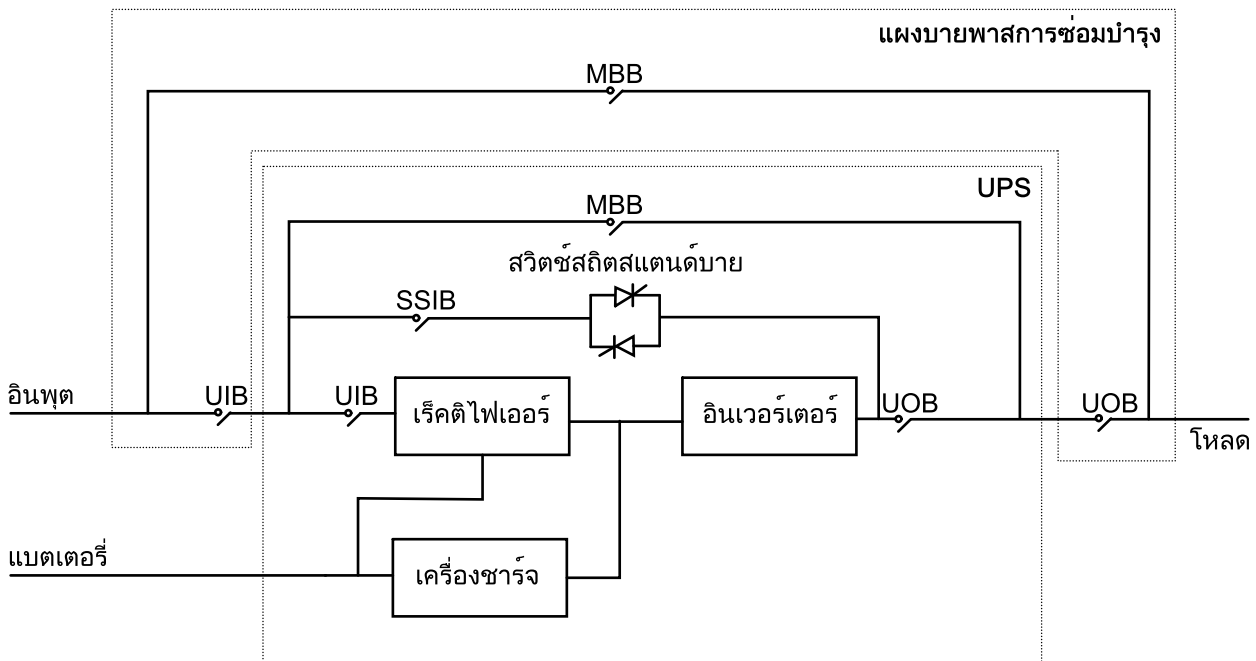 แผงบายพาสการซ่อมบำรุง
MBB
UPS
MBB
สวิตช์สถิตสแตนด์บาย
SSIB
อินพุต
UIB
UIB
เร็คติไฟเออร์
อินเวอร์เตอร์
UOB
UOB
โหลด
แบตเตอรี่
เครื่องชาร์จ